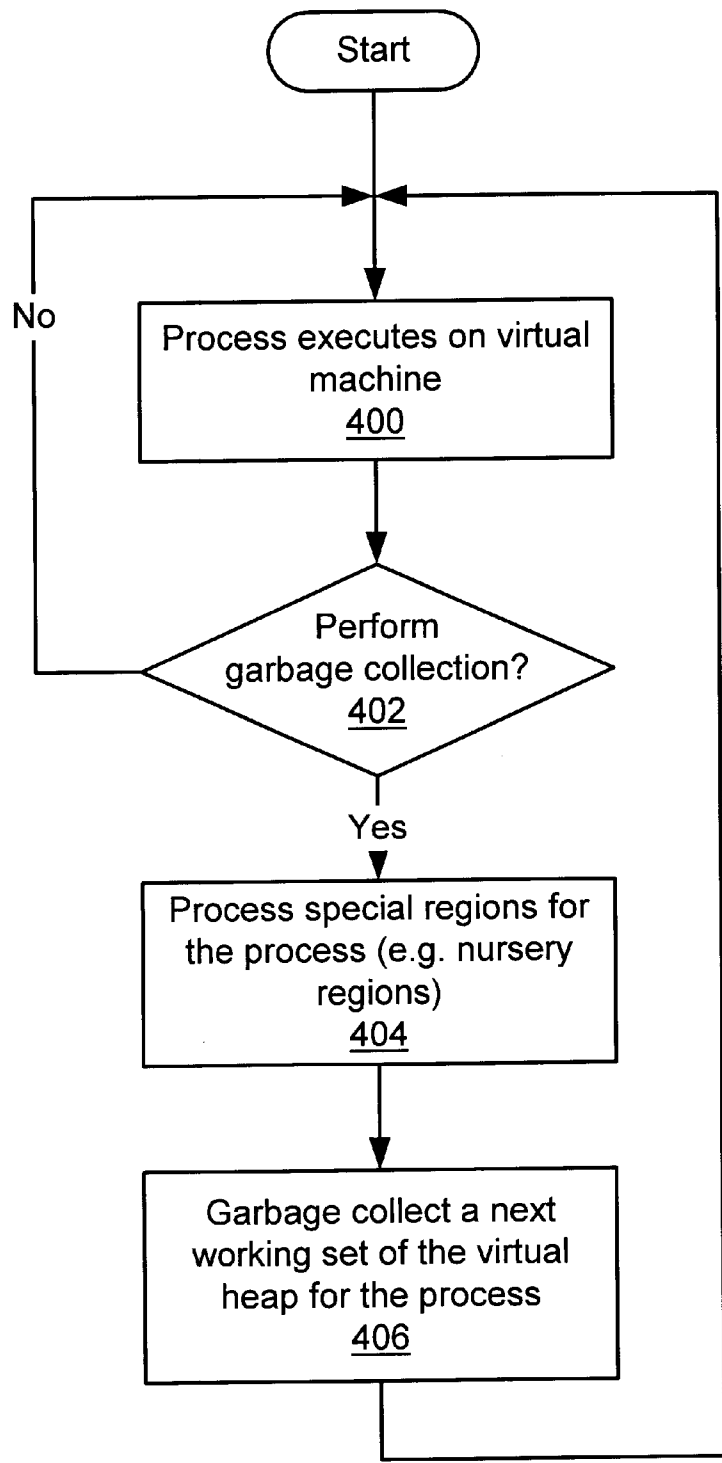 Start
No
Process executes on virtual
machine
400
Perform
garbage collection?
402
Yes
Process special regions for
the process (e.g. nursery
regions)
404
Garbage collect a next
working set of the virtual
heap for the process
406